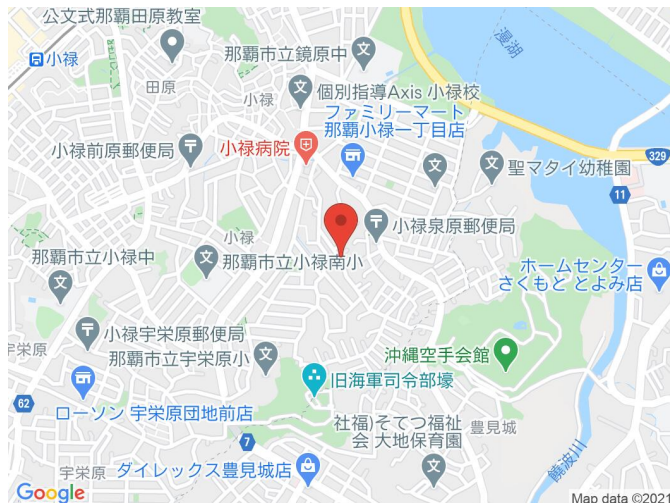 公文式那覇田原教室
小禄
田原
那覇市立鏡原中
漫湖
小禄
個別指導Axis 小禄校
ファミリーマート
那覇小禄一丁目店
小禄前原郵便局
小禄病院
329
聖マタイ幼稚園
11
小禄泉原郵便局
小禄
那覇市立小禄中
那覇市立小禄南小
ホームセンター
さくもと とよみ店
小禄宇栄原郵便局
宇栄原
那覇市立宇栄原小
沖縄空手会館
旧海軍司令部壕
62
ローソン 宇栄原団地前店
社福)そてつ福祉
会 大地保育園
豊見城
饒波川
7
宇栄原
ダイレックス豊見城店
Google
Map data ©2021